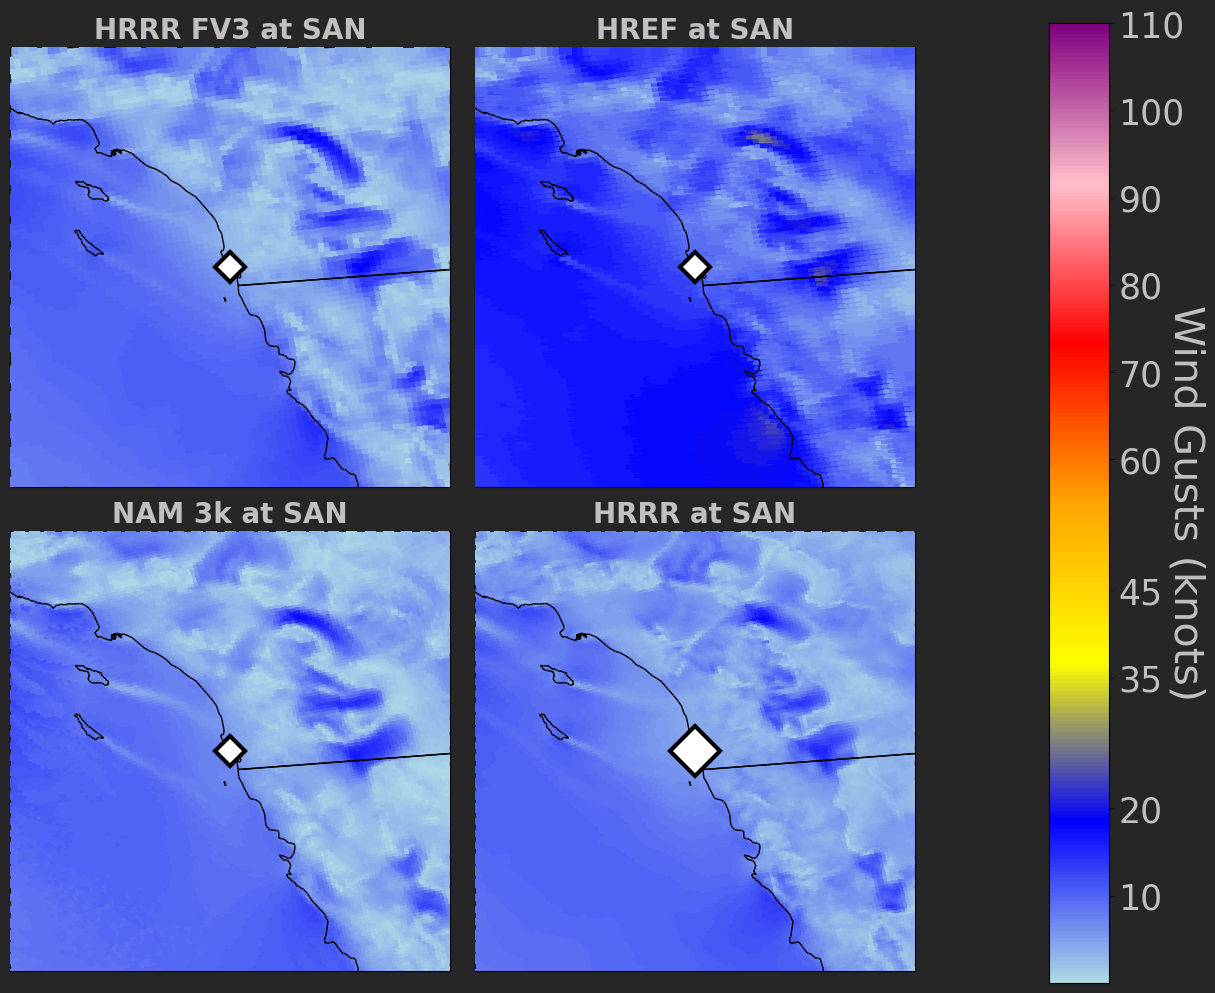 HRRR FV3 at SAN
HREF at SAN
NAM 3k at SAN
HRRR at SAN
110
100
90
80
70
60
45
35
20
10
Wind Gusts (knots)